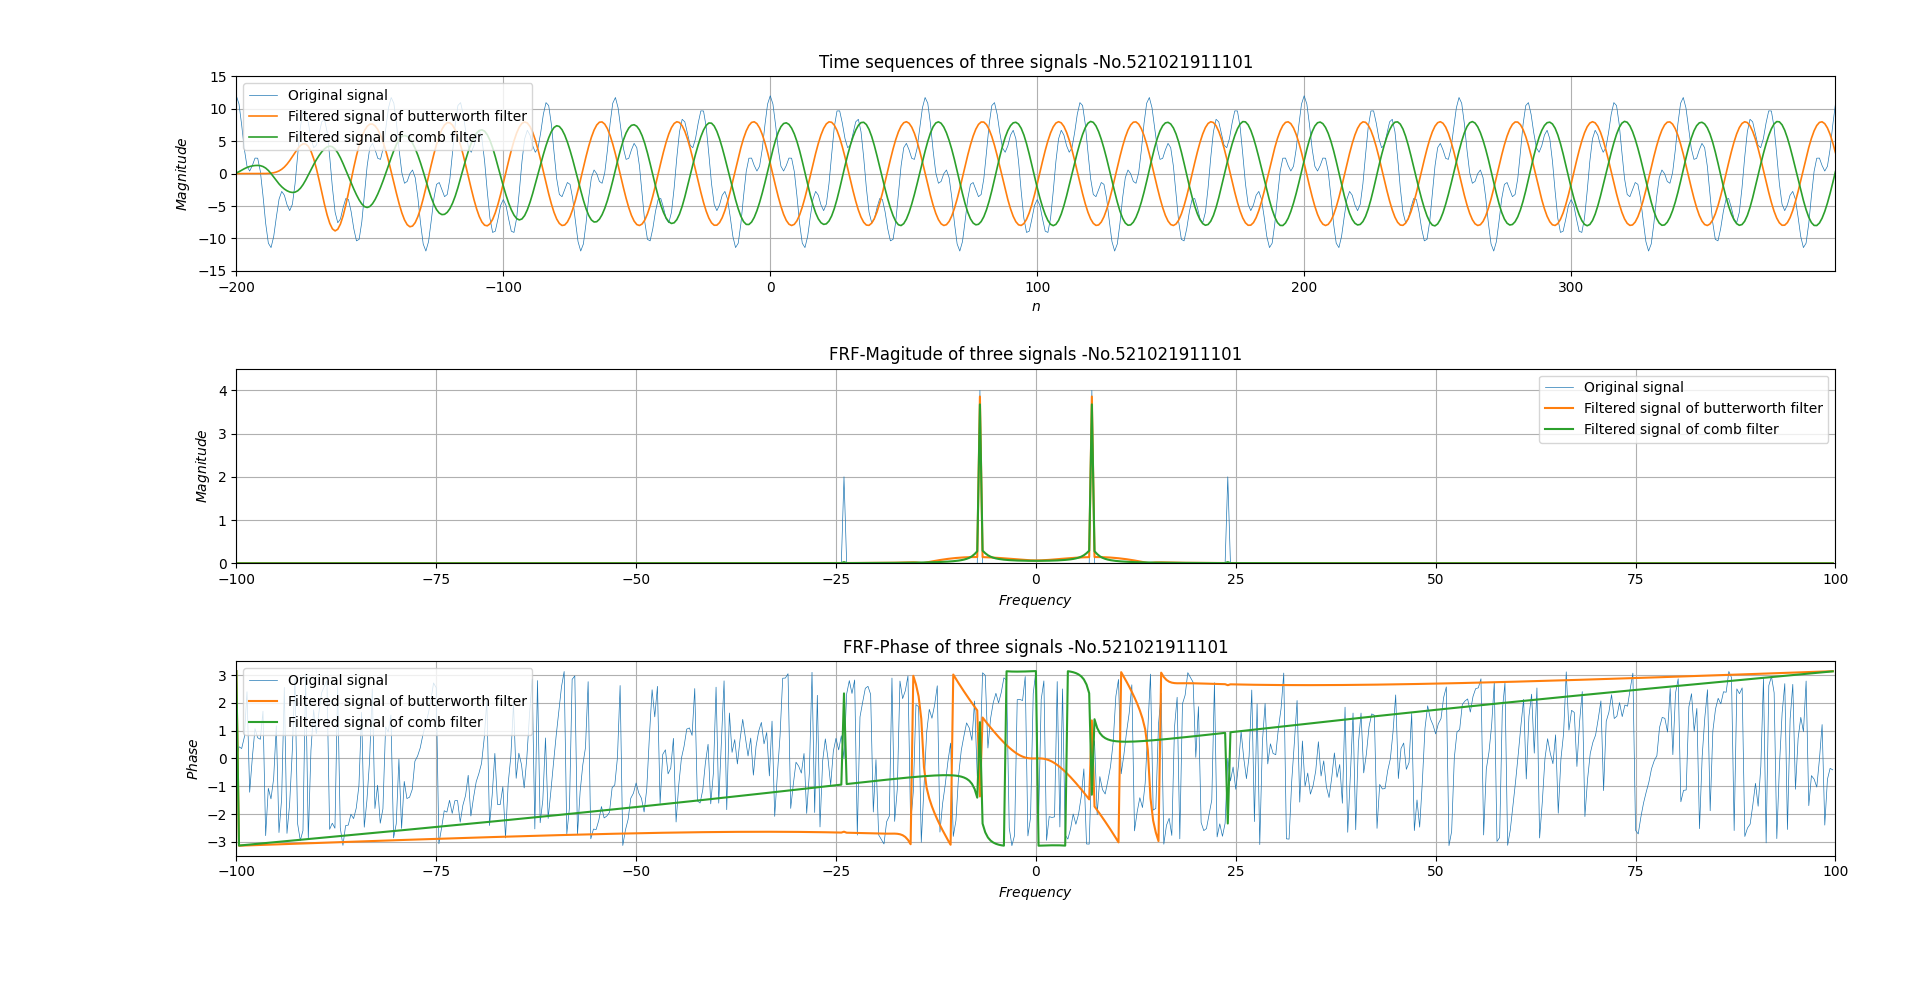 Time sequences of three signals -No.521021911101
Magnitude
15
10
5
0
−5
−10
−15
Original signal
Filtered signal of butterworth filter
Filtered signal of comb filter
−200
−100
0
100
200
300
n
FRF-Magitude of three signals -No.521021911101
Magnitude
4
3
2
1
0
Original signal
Filtered signal of butterworth filter
Filtered signal of comb filter
−100
−75
−50
−25
0
25
50
75
100
Frequency
FRF-Phase of three signals -No.521021911101
Phase
3
2
1
0
−1
−2
−3
Original signal
Filtered signal of butterworth filter
Filtered signal of comb filter
−100
−75
−50
−25
0
25
50
75
100
Frequency